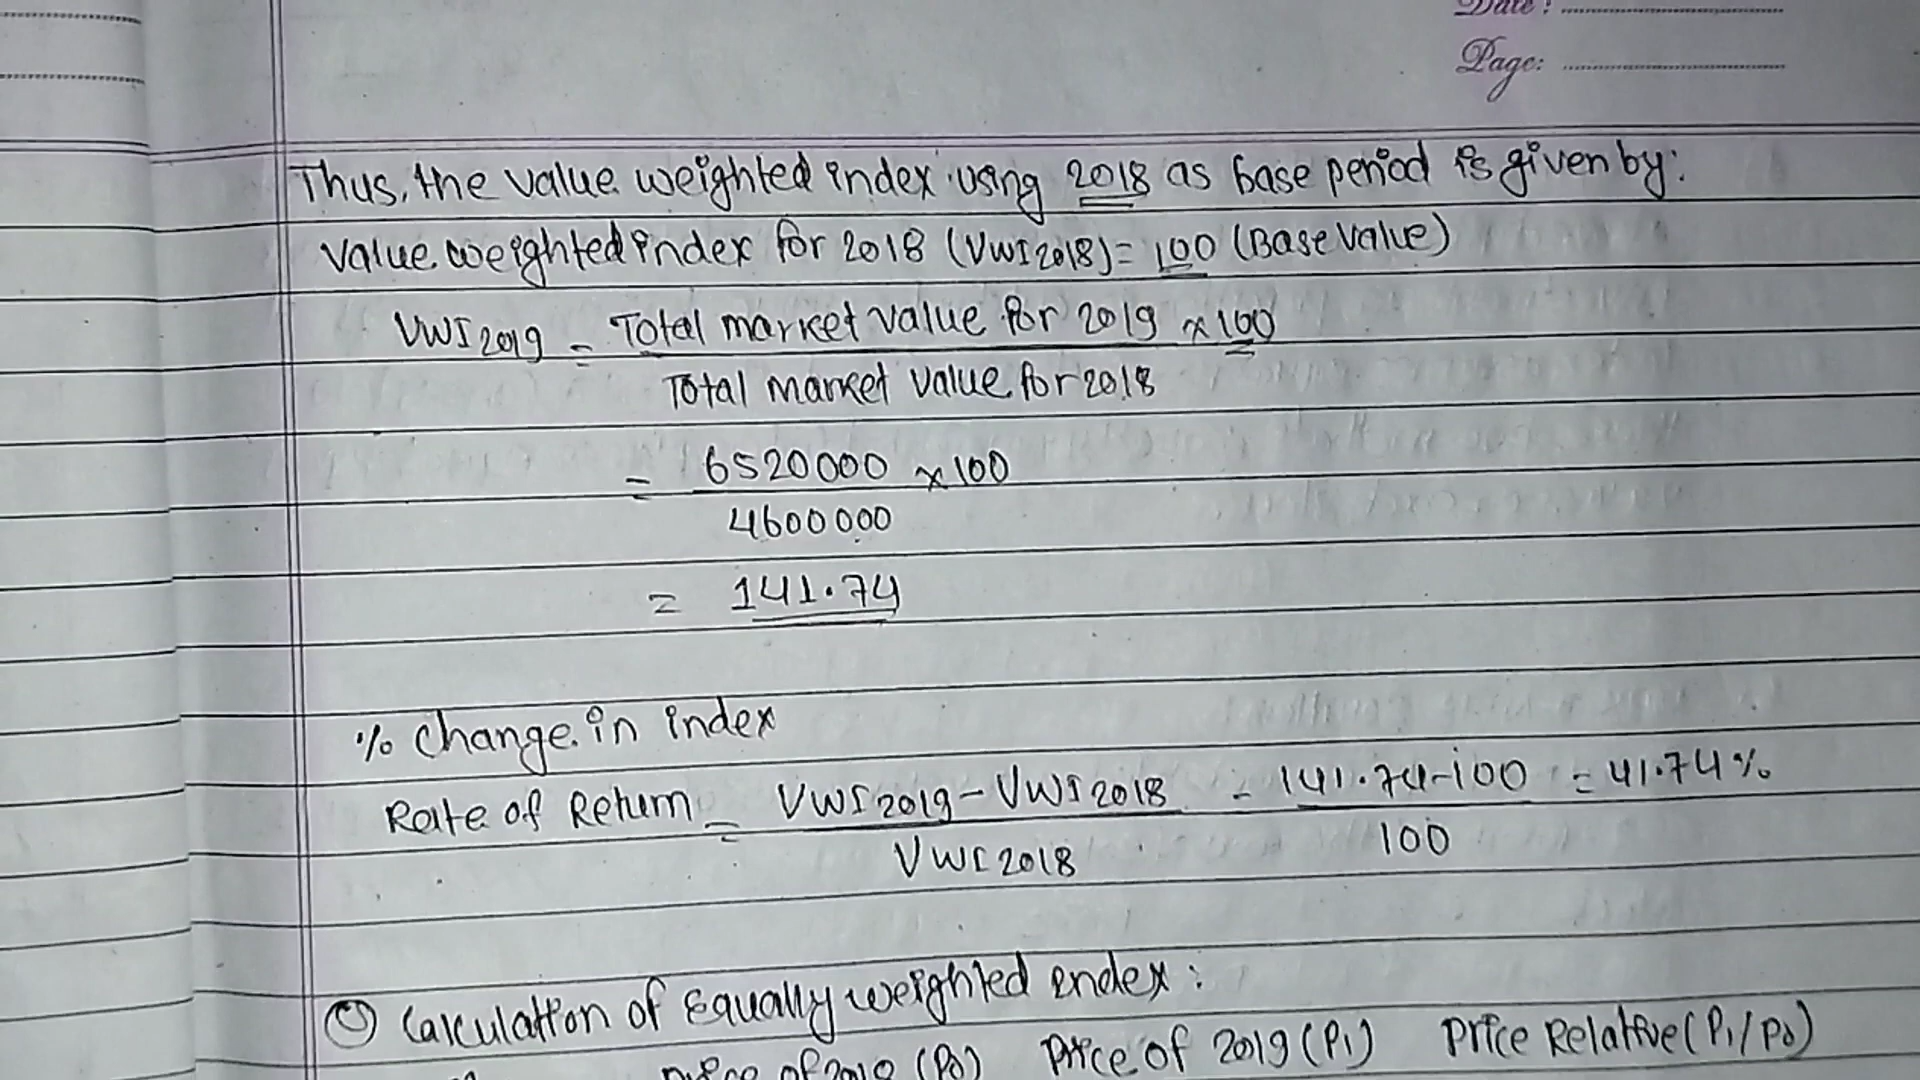 Date:
Page:
Thus, the value weighted index using 2018 as base period is given by:
Value weighted index for 2018 (VWI2018) = 100 (Base Value)
VWI2019 = Total market value for 2019 × 100
Total market value for 2018
= 6520000 × 100
4600000
= 141.74
% change in index
Rate of Return = VWI2019 - VWI2018 = 141.74-100 = 41.74%
VWI2018 100
(C) Calculation of Equally weighted index:
Price of 2019 (P1) Price Relative (P1/P0)